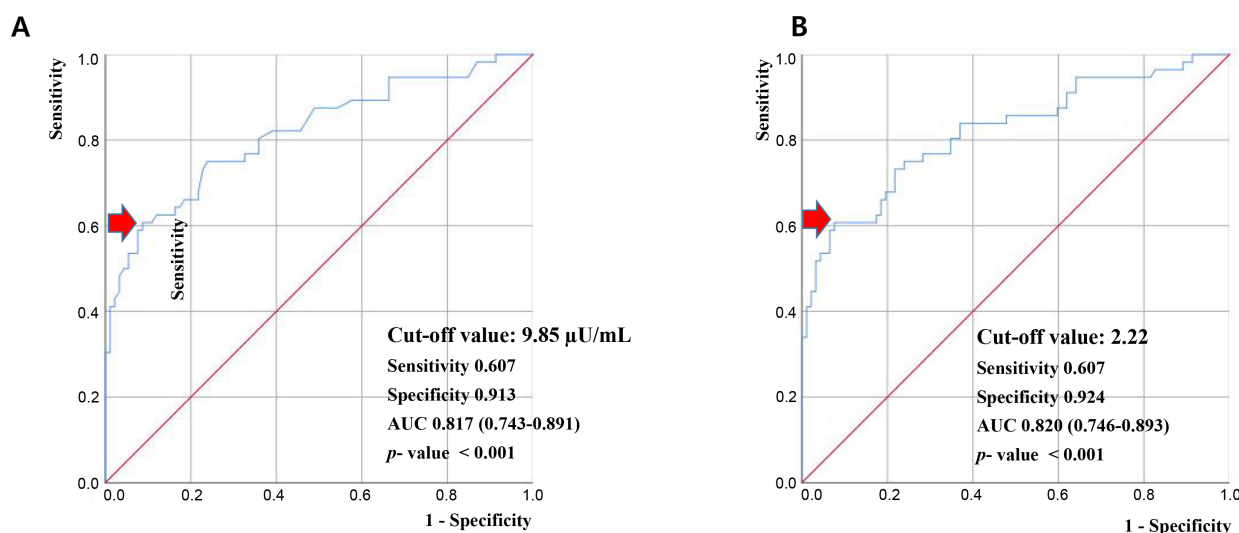 A
Sensitivity
1.0
0.8
0.6
0.4
0.2
0.0
Sensitivity
Cut-off value: 9.85 µU/mL
Sensitivity 0.607
Specificity 0.913
AUC 0.817 (0.743-0.891)
p- value < 0.001
0.0 0.2 0.4 0.6 0.8 1.0
1 - Specificity
B
Sensitivity
1.0
0.8
0.6
0.4
0.2
0.0
Cut-off value: 2.22
Sensitivity 0.607
Specificity 0.924
AUC 0.820 (0.746-0.893)
p- value < 0.001
0.0 0.2 0.4 0.6 0.8 1.0
1 - Specificity